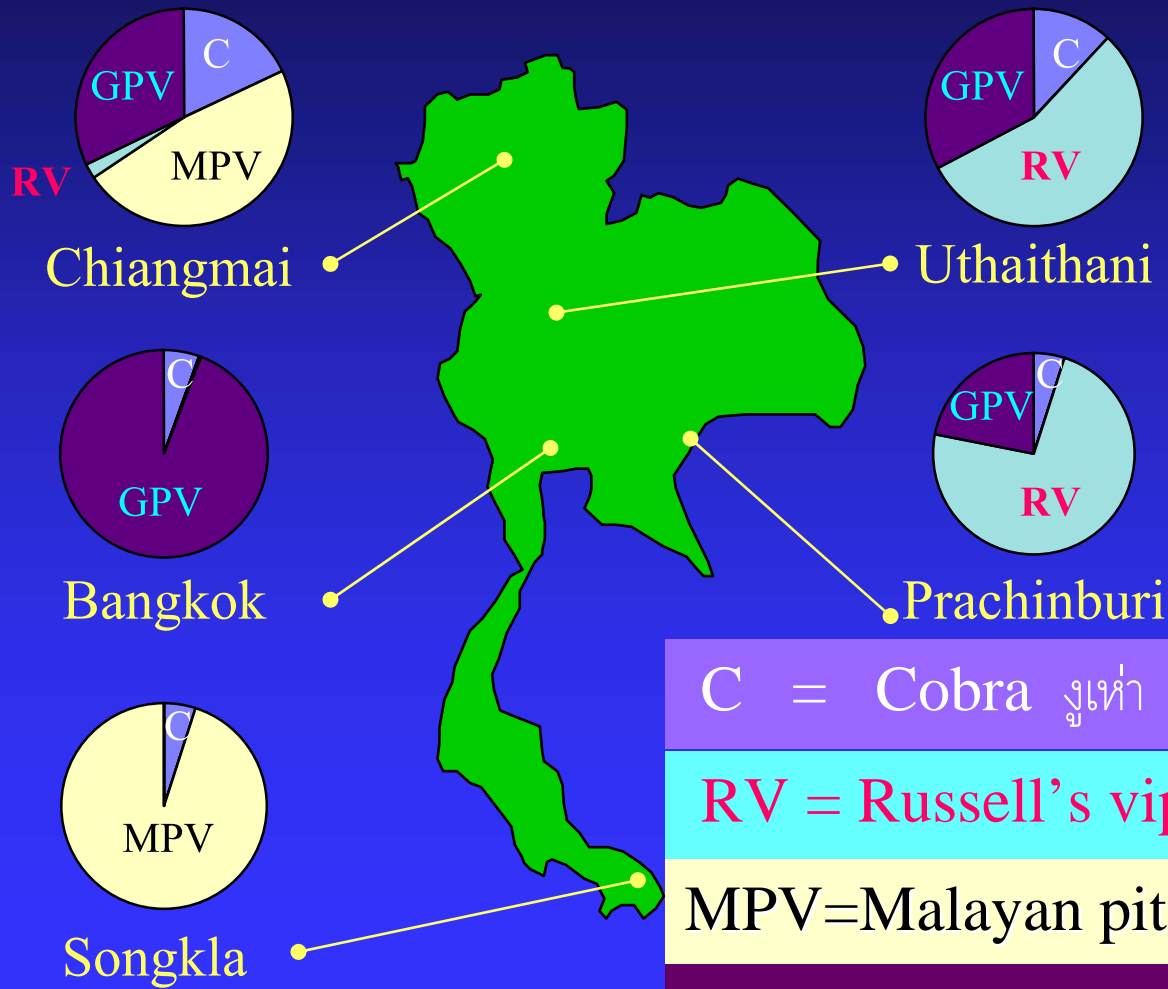 C
GPV
MPV
RV
Chiangmai
C
GPV
RV
Uthaithani
C
GPV
Bangkok
C
GPV
RV
Prachinburi
C
MPV
Songkla
C = Cobra งูเห่า
RV = Russell’s vip
MPV=Malayan pit